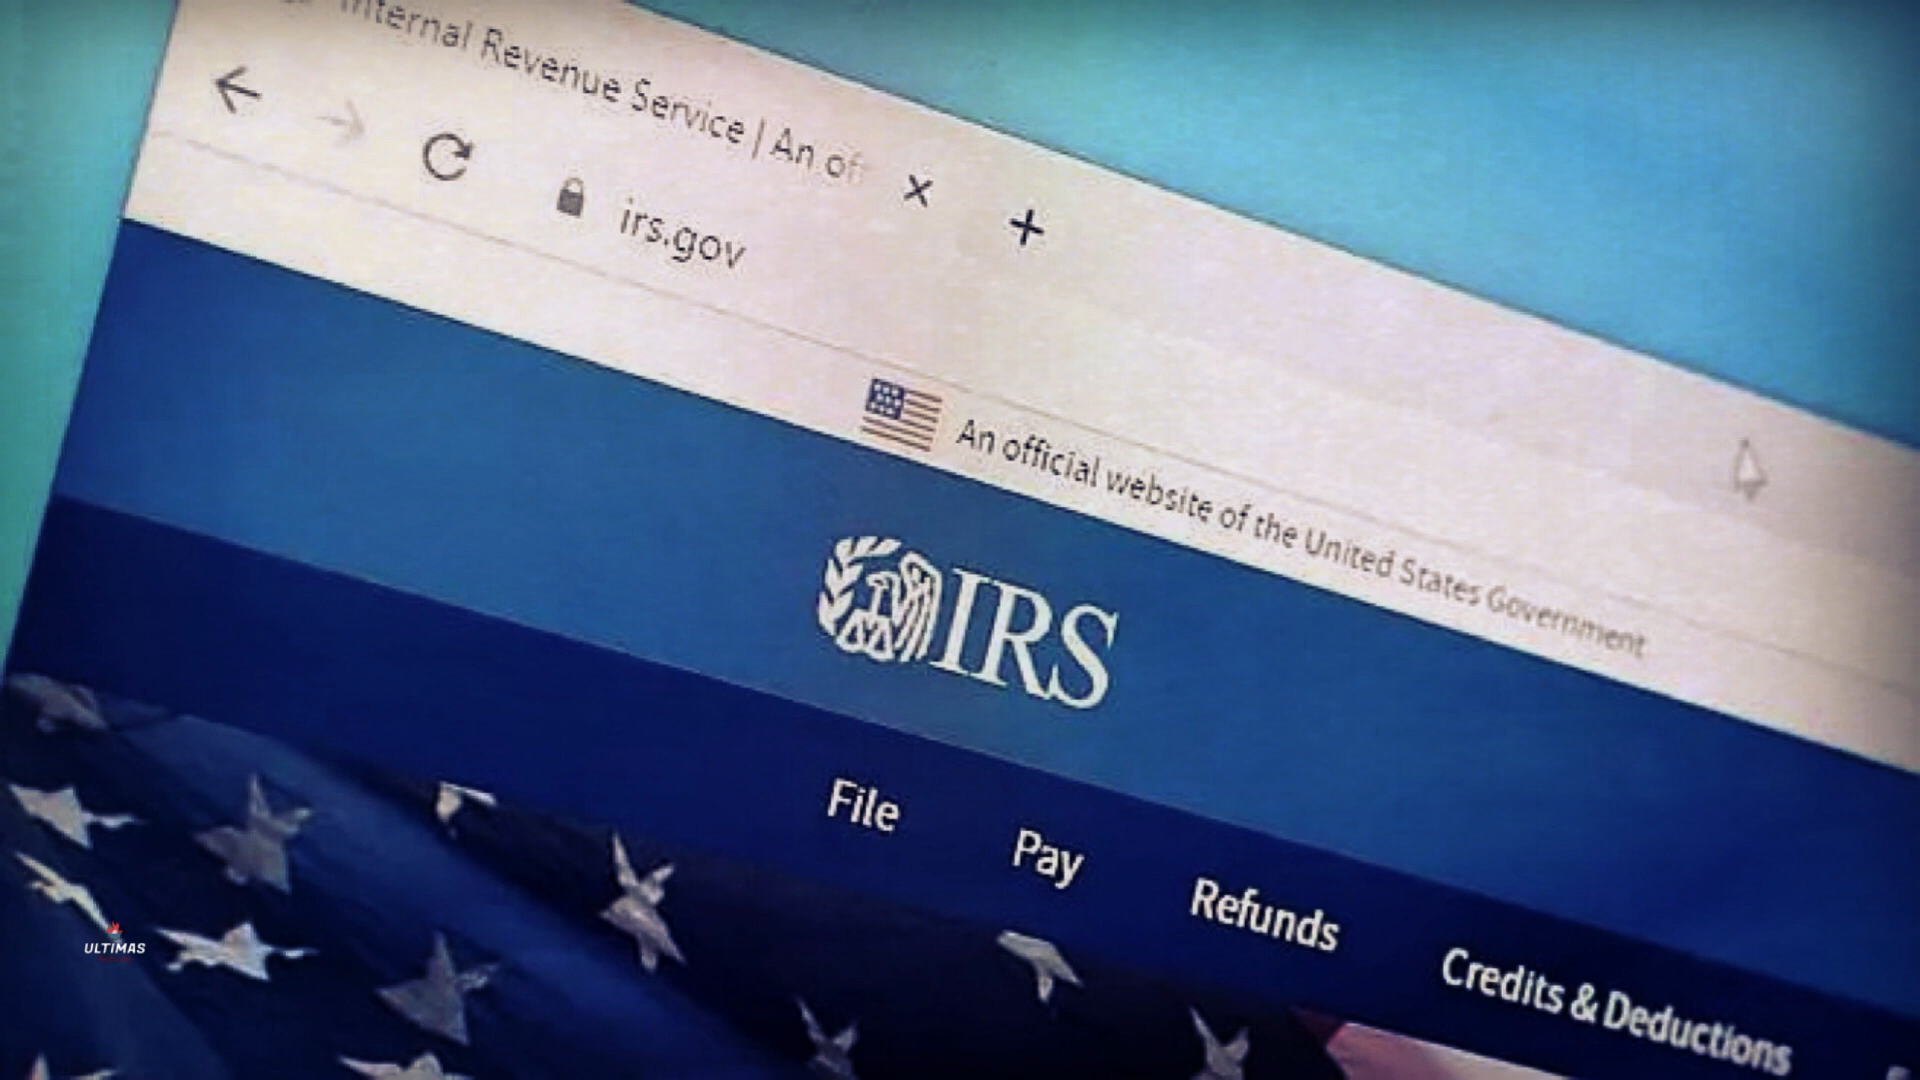 Internal Revenue Service | An of
irs.gov
An official website of the United States Government
IRS
File
Pay
Refunds
Credits & Deductions
ULTIMAS